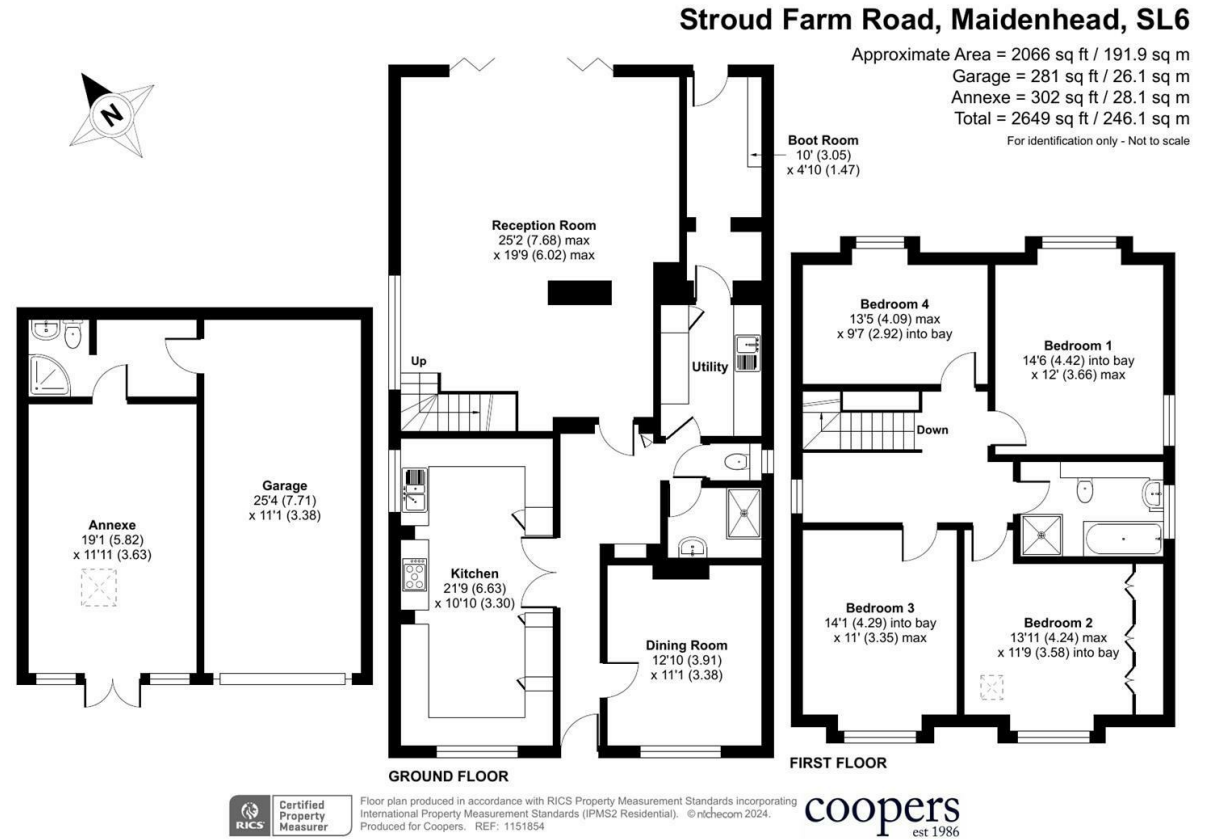 Stroud Farm Road, Maidenhead, SL6
Approximate Area = 2066 sq ft / 191.9 sq m
Garage = 281 sq ft / 26.1 sq m
Annexe = 302 sq ft / 28.1 sq m
Total = 2649 sq ft / 246.1 sq m
For identification only - Not to scale
N
Boot Room
10' (3.05)
x 4'10 (1.47)
Reception Room
25'2 (7.68) max
x 19'9 (6.02) max
Up
Utility
Bedroom 4
13'5 (4.09) max
x 9'7 (2.92) into bay
Bedroom 1
14'6 (4.42) into bay
x 12' (3.66) max
Down
Garage
25'4 (7.71)
x 11'1 (3.38)
Annexe
19'1 (5.82)
x 11'11 (3.63)
Kitchen
21'9 (6.63)
x 10'10 (3.30)
Dining Room
12'10 (3.91)
x 11'1 (3.38)
Bedroom 3
14'1 (4.29) into bay
x 11' (3.35) max
Bedroom 2
13'11 (4.24) max
x 11'9 (3.58) into bay
GROUND FLOOR
FIRST FLOOR
RICS
Certified
Property
Measurer
Floor plan produced in accordance with RICS Property Measurement Standards incorporating
International Property Measurement Standards (IPMS2 Residential). © nichecom 2024.
Produced for Coopers. REF: 1151854
coopers
est 1986